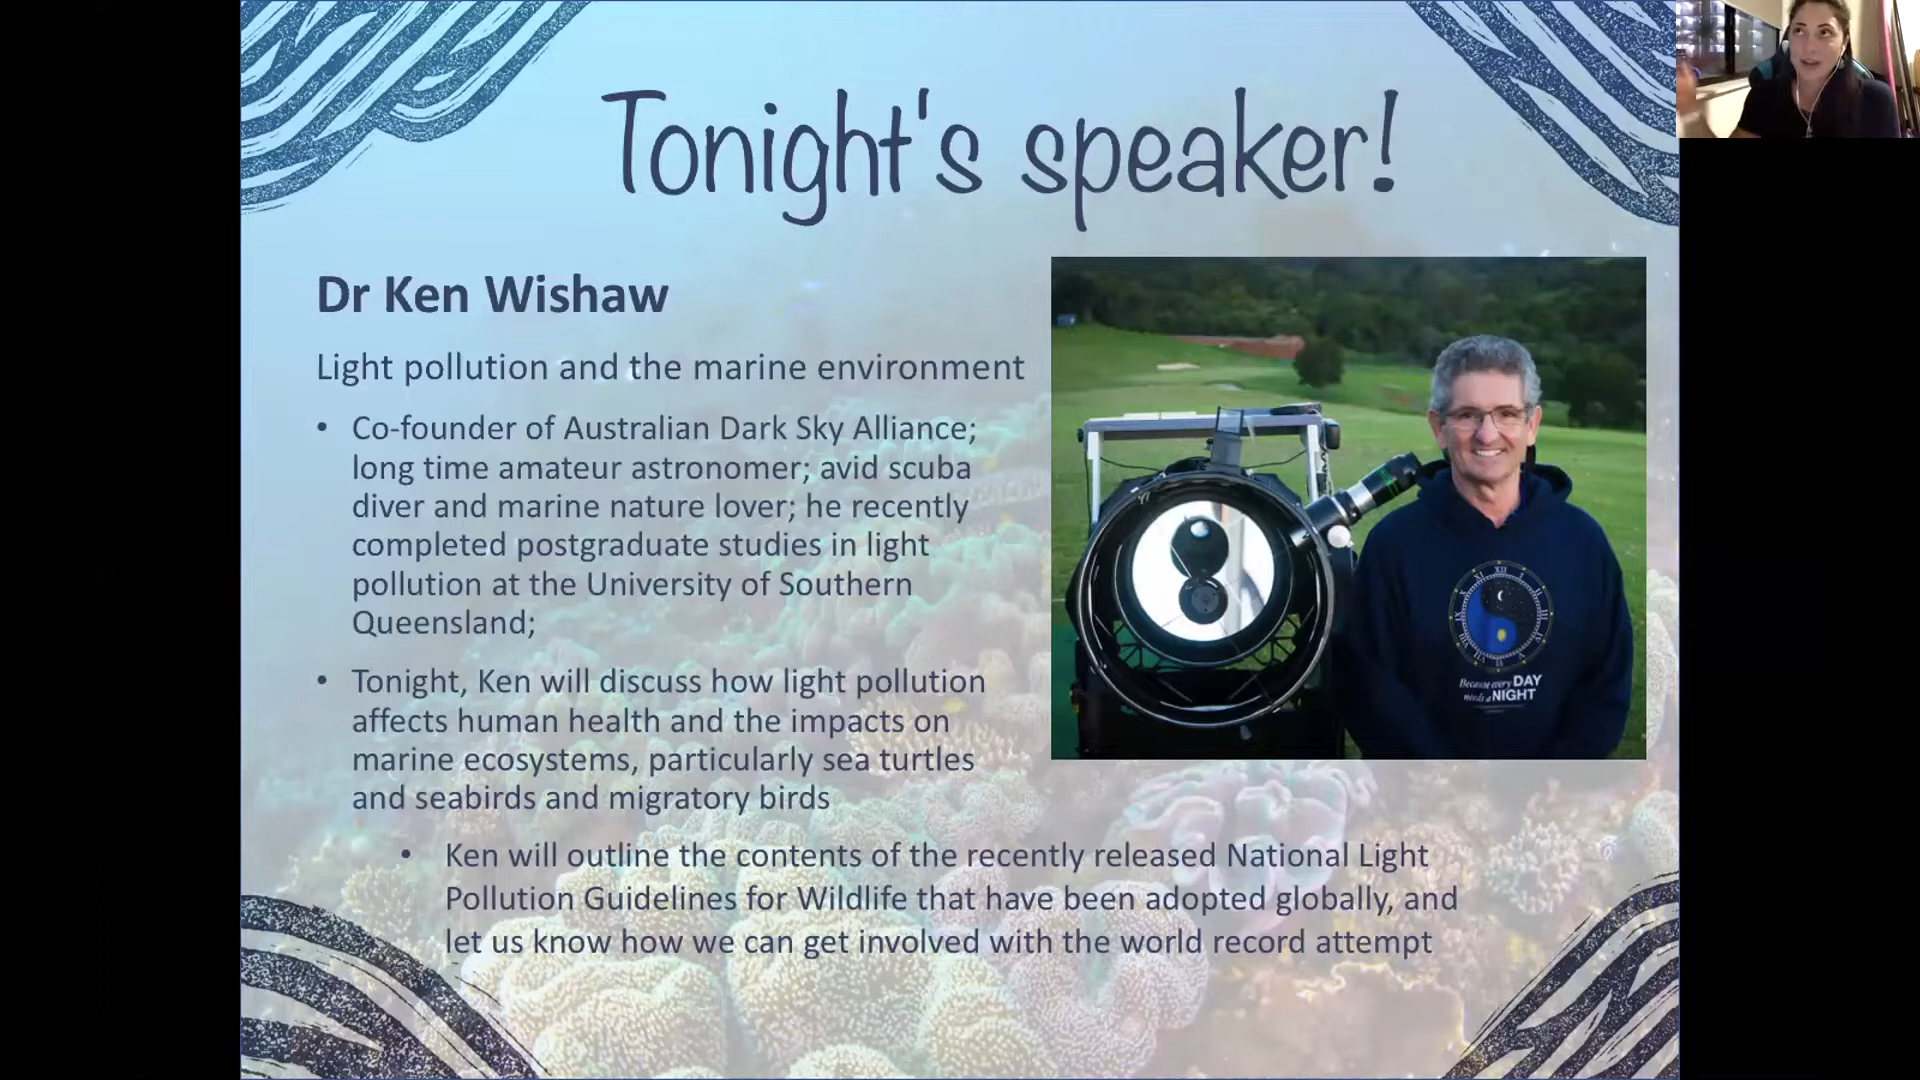 Tonight's speaker!
Dr Ken Wishaw
Light pollution and the marine environment
• Co-founder of Australian Dark Sky Alliance;
long time amateur astronomer; avid scuba
diver and marine nature lover; he recently
completed postgraduate studies in light
pollution at the University of Southern
Queensland;
• Tonight, Ken will discuss how light pollution
affects human health and the impacts on
marine ecosystems, particularly sea turtles
and seabirds and migratory birds
• Ken will outline the contents of the recently released National Light
Pollution Guidelines for Wildlife that have been adopted globally, and
let us know how we can get involved with the world record attempt
Because every DAY
needs a NIGHT